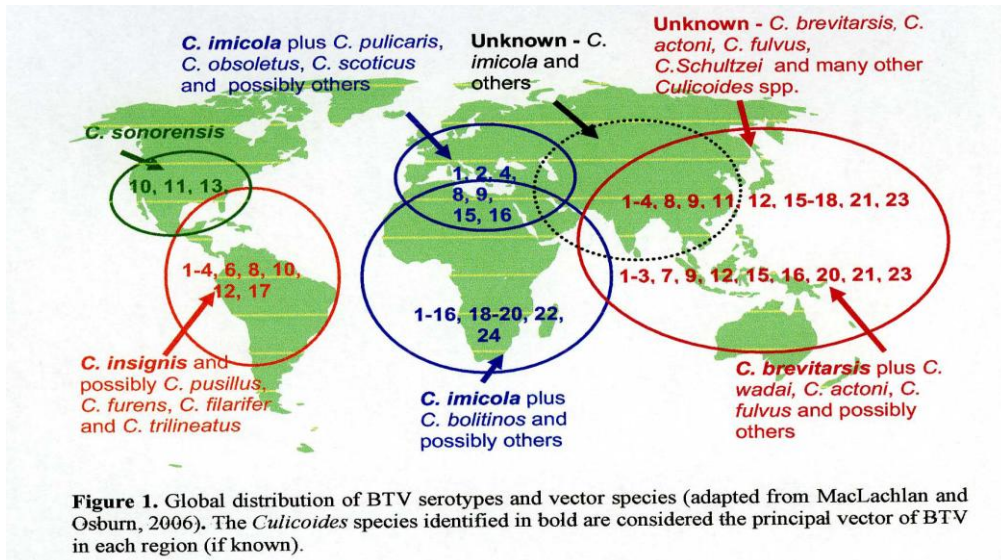 C. imicola plus C. pulicaris,
C. obsoletus, C. scoticus
and possibly others
Unknown - C.
imicola and
others
Unknown - C. brevitarsis, C.
actoni, C. fulvus,
C.Schultzei and many other
Culicoides spp.
C. sonorensis
10, 11, 13,
1, 2, 4,
8, 9,
15, 16
1-4, 8, 9, 11, 12, 15-18, 21, 23
1-4, 6, 8, 10,
12, 17
1-3, 7, 9, 12, 15, 16, 20, 21, 23
1-16, 18-20, 22,
24
C. insignis and
possibly C. pusillus,
C. furens, C. filarifer
and C. trilineatus
C. imicola plus
C. bolitinos and
possibly others
C. brevitarsis plus C.
wadai, C. actoni, C.
fulvus and possibly
others
Figure 1. Global distribution of BTV serotypes and vector species (adapted from MacLachlan and
Osburn, 2006). The Culicoides species identified in bold are considered the principal vector of BTV
in each region (if known).